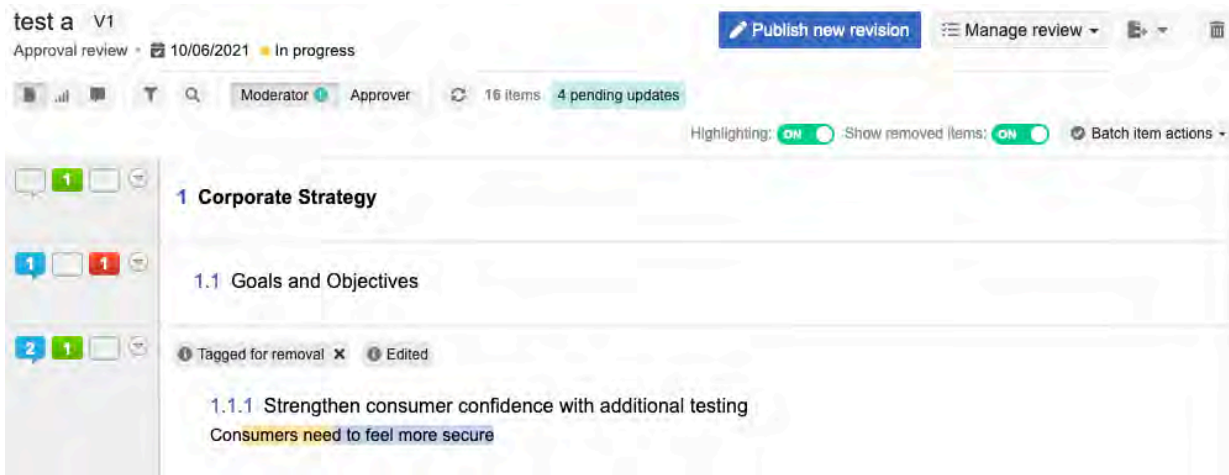 test a V1
Publish new revision
Manage review
Approval review • 10/06/2021 In progress
Moderator Approver 16 items 4 pending updates
Highlighting: ON Show removed items: ON Batch item actions
1
1 Corporate Strategy
1 1
1.1 Goals and Objectives
2 1
Tagged for removal X Edited
1.1.1 Strengthen consumer confidence with additional testing
Consumers need to feel more secure